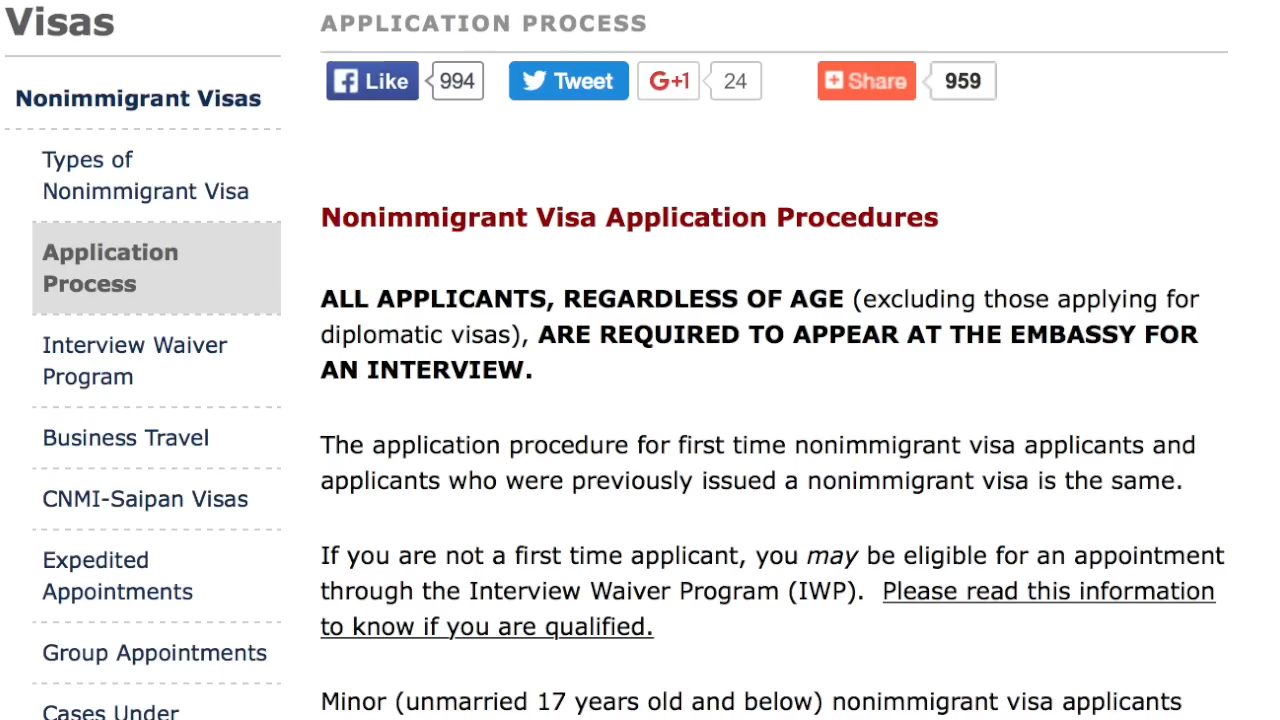 Visas
Nonimmigrant Visas
Types of
Nonimmigrant Visa
Application
Process
Interview Waiver
Program
Business Travel
CNMI-Saipan Visas
Expedited
Appointments
Group Appointments
Cases Under
APPLICATION PROCESS
Like 994 Tweet G+1 24 Share 959
Nonimmigrant Visa Application Procedures
ALL APPLICANTS, REGARDLESS OF AGE (excluding those applying for
diplomatic visas), ARE REQUIRED TO APPEAR AT THE EMBASSY FOR
AN INTERVIEW.
The application procedure for first time nonimmigrant visa applicants and
applicants who were previously issued a nonimmigrant visa is the same.
If you are not a first time applicant, you may be eligible for an appointment
through the Interview Waiver Program (IWP). Please read this information
to know if you are qualified.
Minor (unmarried 17 years old and below) nonimmigrant visa applicants